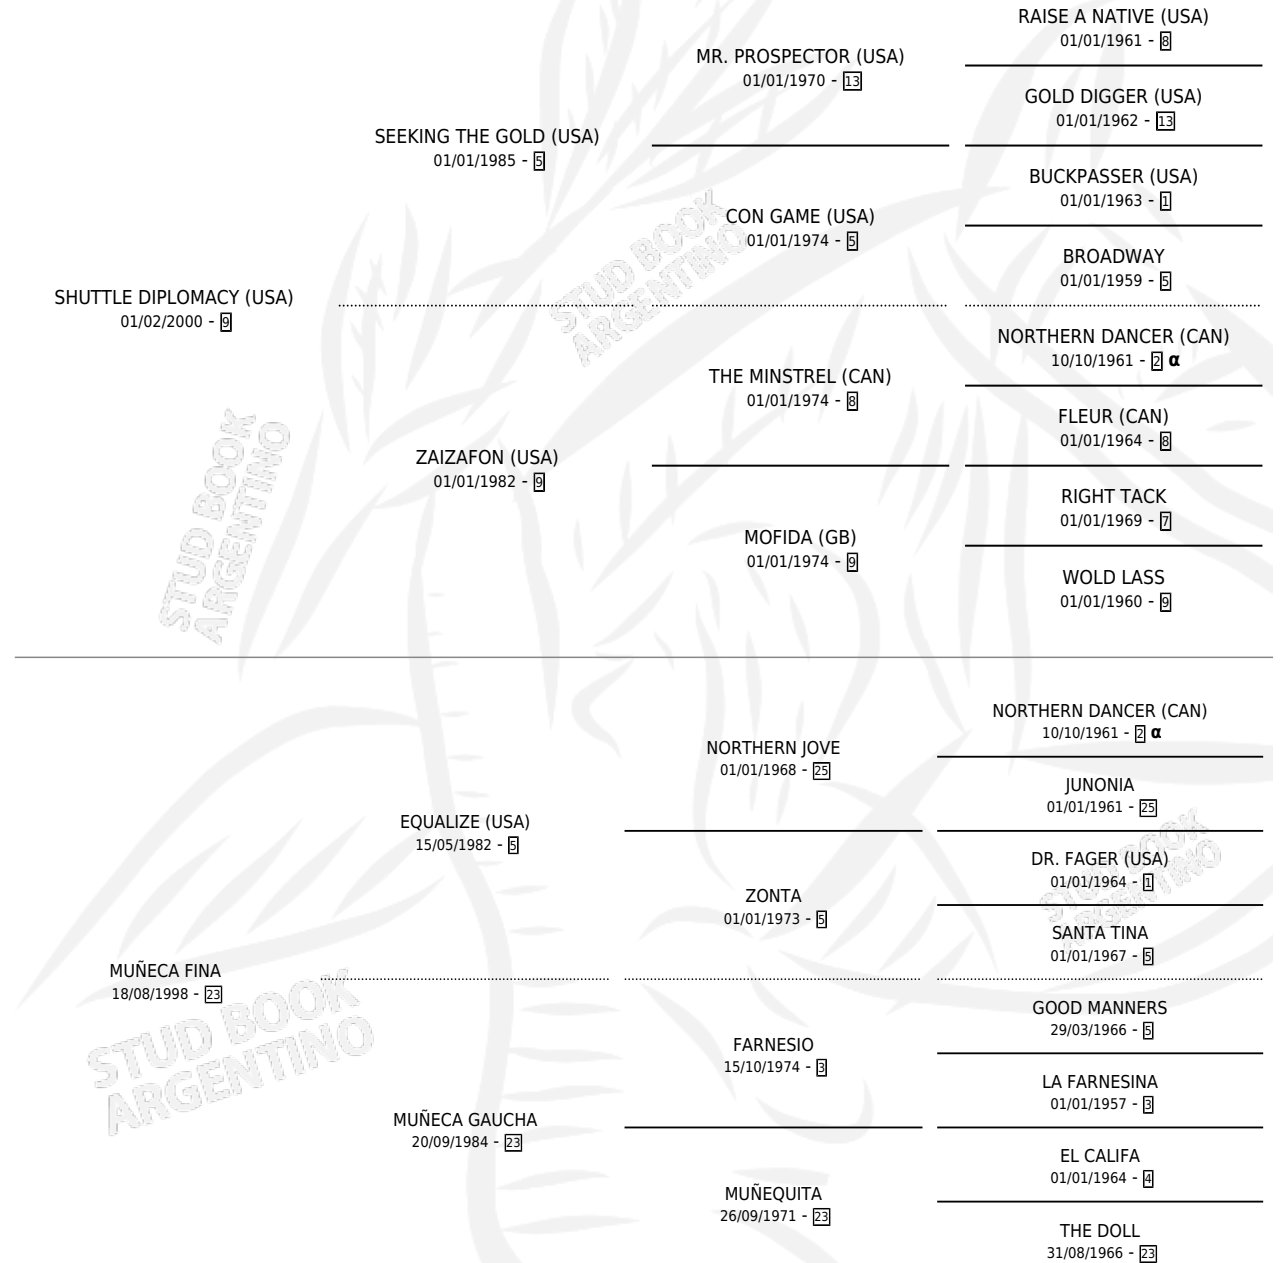 SHUTTLE DIPLOMACY (USA)
01/02/2000 - 9
SEEKING THE GOLD (USA)
01/01/1985 - 5
MR. PROSPECTOR (USA)
01/01/1970 - 13
RAISE A NATIVE (USA)
01/01/1961 - 8
GOLD DIGGER (USA)
01/01/1962 - 13
CON GAME (USA)
01/01/1974 - 5
BUCKPASSER (USA)
01/01/1963 - 1
BROADWAY
01/01/1959 - 5
ZAIZAFON (USA)
01/01/1982 - 9
THE MINSTREL (CAN)
01/01/1974 - 8
NORTHERN DANCER (CAN)
10/10/1961 - 2 α
FLEUR (CAN)
01/01/1964 - 8
MOFIDA (GB)
01/01/1974 - 9
RIGHT TACK
01/01/1969 - 7
WOLD LASS
01/01/1960 - 9
MUÑECA FINA
18/08/1998 - 23
EQUALIZE (USA)
15/05/1982 - 5
NORTHERN JOVE
01/01/1968 - 25
NORTHERN DANCER (CAN)
10/10/1961 - 2 α
JUNONIA
01/01/1961 - 25
ZONTA
01/01/1973 - 5
DR. FAGER (USA)
01/01/1964 - 1
SANTA TINA
01/01/1967 - 5
MUÑECA GAUCHA
20/09/1984 - 23
FARNESIO
15/10/1974 - 3
GOOD MANNERS
29/03/1966 - 5
LA FARNESINA
01/01/1957 - 3
MUÑEQUITA
26/09/1971 - 23
EL CALIFA
01/01/1964 - 4
THE DOLL
31/08/1966 - 23
STUD BOOK
ARGENTINO
STUD BOOK
ARGENTINO
STUD BOOK
ARGENTINO
STUD BOOK
ARGENTINO